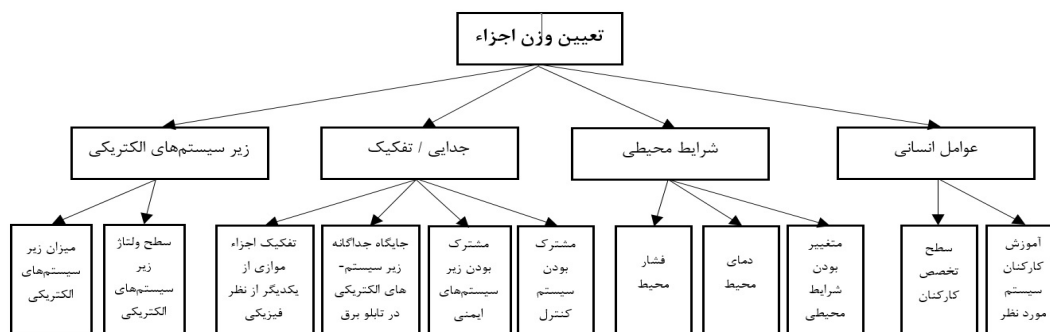 تعیین وزن اجزاء
عوامل انسانی
شرایط محیطی
جدایی / تفکیک
زیر سیستم‌های الکتریکی
آموزش
کارکنان
سیستم
مورد نظر
سطح
تخصص
کارکنان
متغییر
بودن
شرایط
محیطی
دمای
محیط
فشار
محیط
مشترک
بودن
سیستم
کنترل
مشترک
بودن زیر
سیستم‌های
ایمنی
جایگاه جداگانه
زیر سیستم-
های الکتریکی
در تابلو برق
تفکیک اجزاء
موازی از
یکدیگر از نظر
فیزیکی
سطح ولتاژ
زیر
سیستم‌های
الکتریکی
میزان زیر
سیستم‌های
الکتریکی